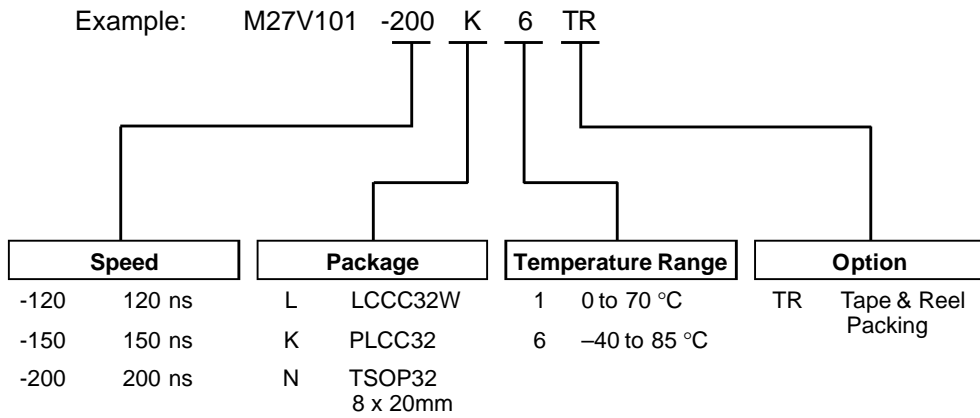 Example: M27V101 -200 K 6 TR
Speed Package Temperature Range Option
-120 120 ns L LCCC32W 1 0 to 70 °C TR Tape & Reel
Packing
-150 150 ns K PLCC32 6 –40 to 85 °C
-200 200 ns N TSOP32
8 x 20mm